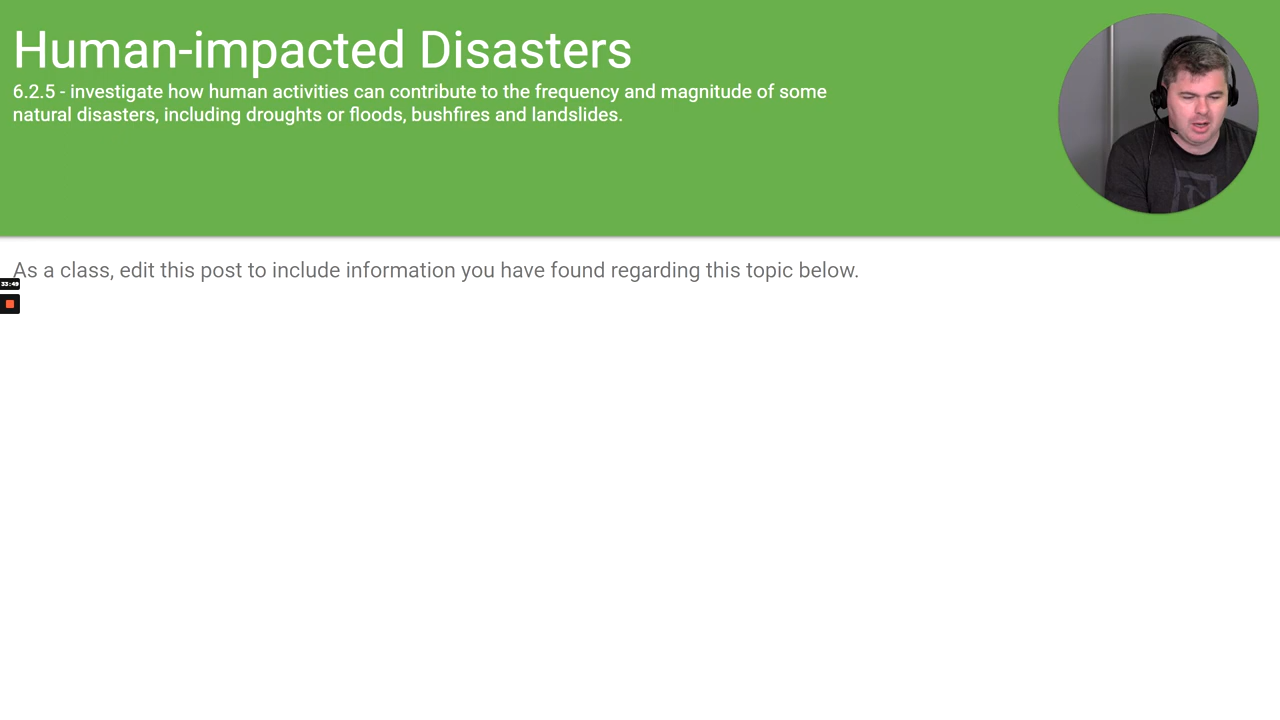 Human-impacted Disasters
6.2.5 - investigate how human activities can contribute to the frequency and magnitude of some
natural disasters, including droughts or floods, bushfires and landslides.
As a class, edit this post to include information you have found regarding this topic below.
33:49